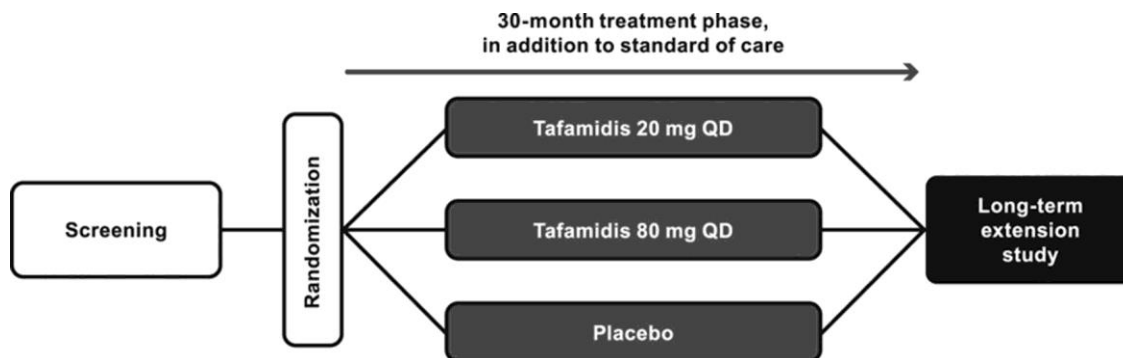 30-month treatment phase,
in addition to standard of care
Screening
Randomization
Tafamidis 20 mg QD
Tafamidis 80 mg QD
Placebo
Long-term
extension
study